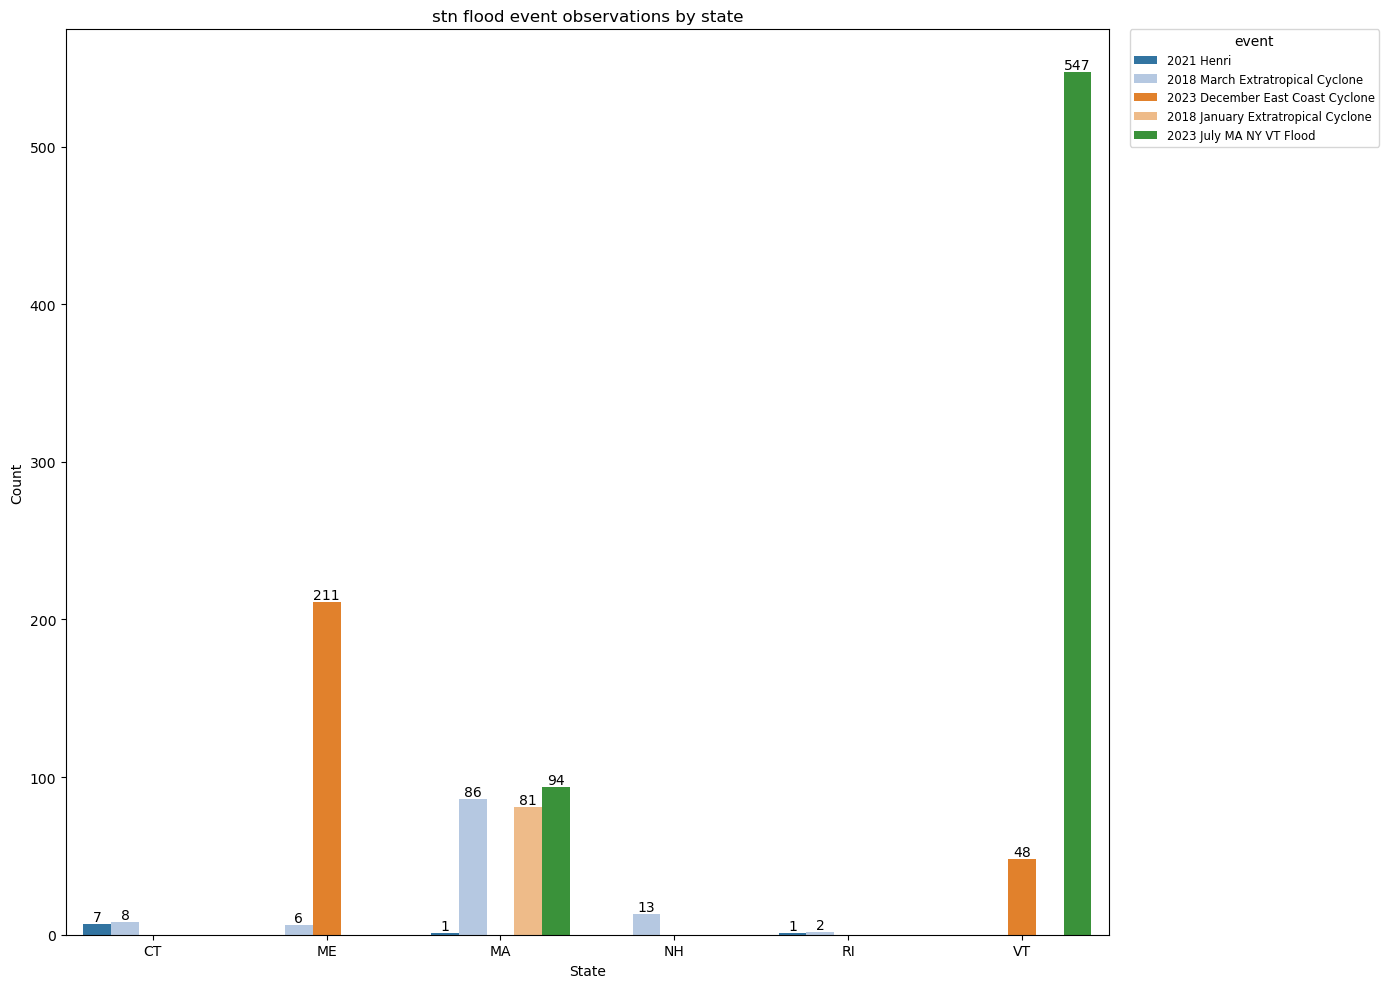 stn flood event observations by state
event
2021 Henri
2018 March Extratropical Cyclone
2023 December East Coast Cyclone
2018 January Extratropical Cyclone
2023 July MA NY VT Flood
Count
500
400
300
200
100
0
7
8
6
211
1
86
81
94
13
1
2
48
547
CT
ME
MA
NH
RI
VT
State